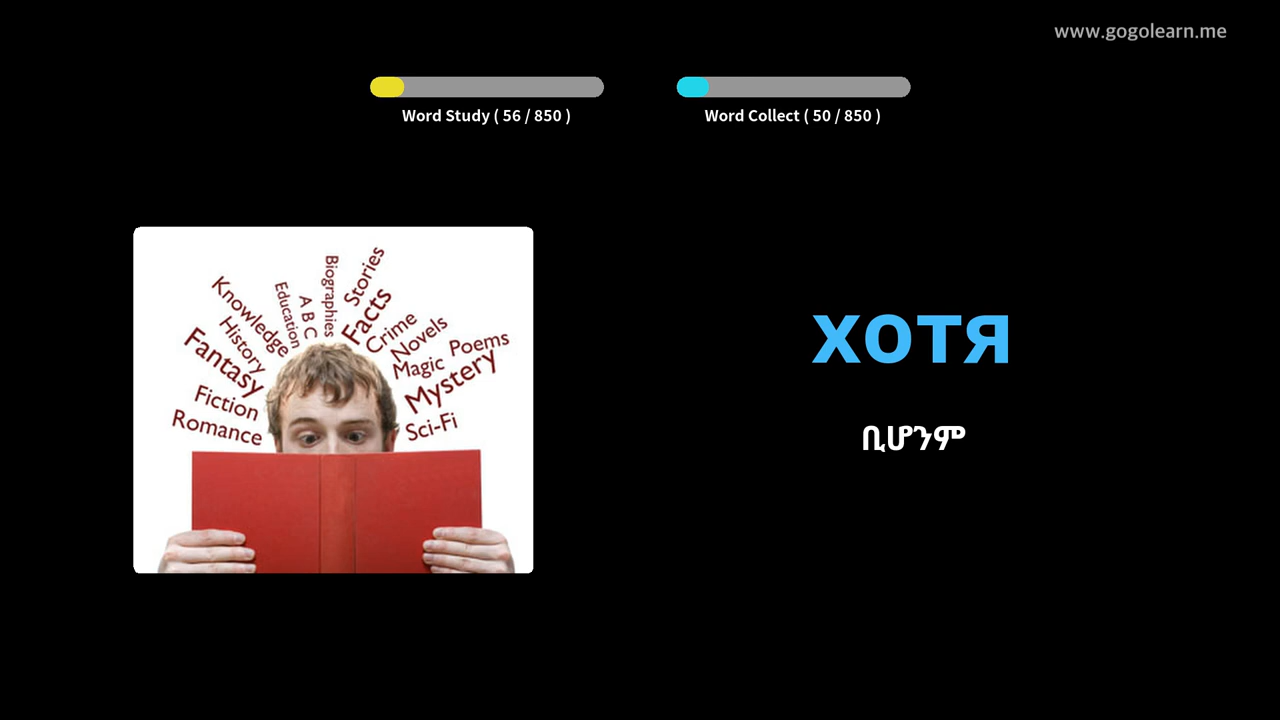 www.gogolearn.me
Word Study ( 56 / 850 )
Word Collect ( 50 / 850 )
Biographies
Stories
Knowledge
Education
A B C
Facts
Crime
History
Novels
Poems
Fantasy
Magic
Mystery
Fiction
Romance
Sci-Fi
хотя
ቢሆንም